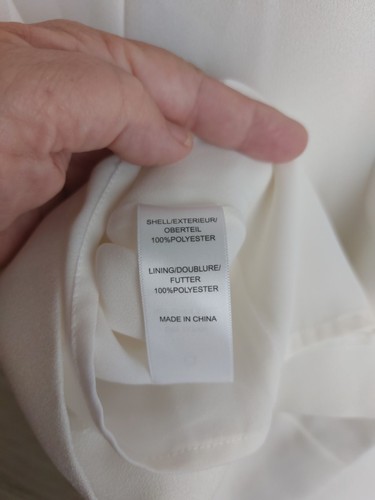 SHELL/EXTERIEUR/
OBERTEIL
100%POLYESTER
LINING/DOUBLURE/
FUTTER
100%POLYESTER
MADE IN CHINA